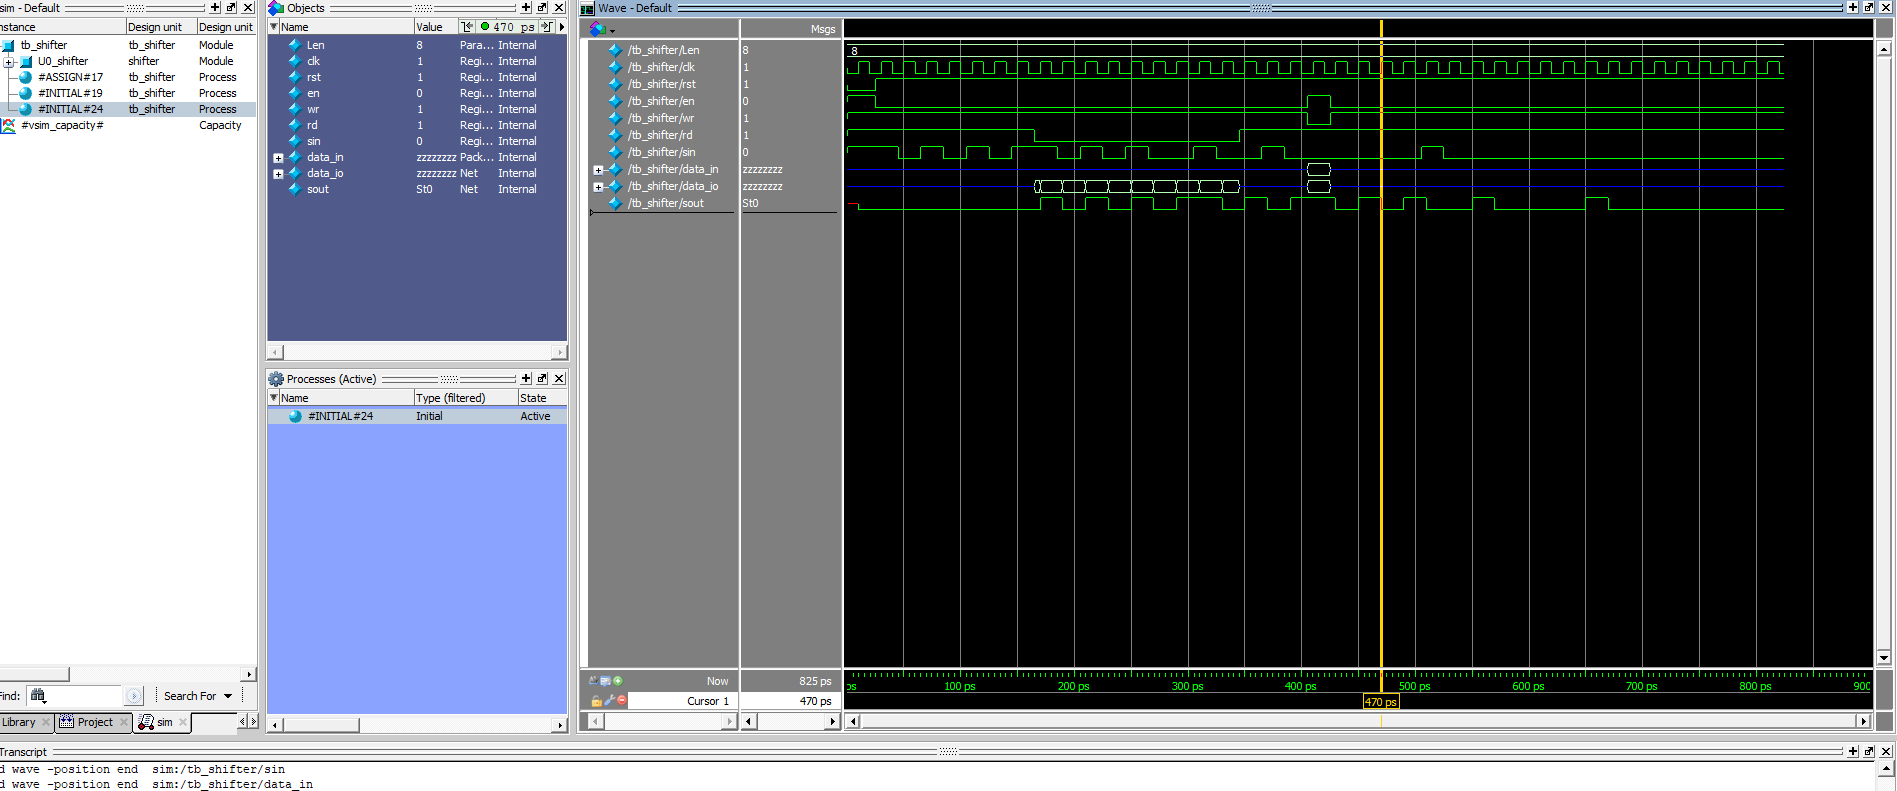 sim - Default
nstance Design unit Design unit
tb_shifter tb_shifter Module
U0_shifter shifter Module
#ASSIGN#17 tb_shifter Process
#INITIAL#19 tb_shifter Process
#INITIAL#24 tb_shifter Process
#vsim_capacity# Capacity
Find:
Search For
Library Project sim
Objects
Name Value 470 ps
Len 8 Para... Internal
clk 1 Regi... Internal
rst 1 Regi... Internal
en 0 Regi... Internal
wr 1 Regi... Internal
rd 1 Regi... Internal
sin 0 Regi... Internal
data_in zzzzzzzz Pack... Internal
data_io zzzzzzzz Net Internal
sout St0 Net Internal
Processes (Active)
Name Type (filtered) State
#INITIAL#24 Initial Active
Wave - Default
Msgs
/tb_shifter/Len 8 8
/tb_shifter/clk 1
/tb_shifter/rst 1
/tb_shifter/en 0
/tb_shifter/wr 1
/tb_shifter/rd 1
/tb_shifter/sin 0
/tb_shifter/data_in zzzzzzzz
/tb_shifter/data_io zzzzzzzz
/tb_shifter/sout St0
Now 825 ps
ps 100 ps 200 ps 300 ps 400 ps 500 ps 600 ps 700 ps 800 ps 900
Cursor 1 470 ps 470 ps
Transcript
d wave -position end sim:/tb_shifter/sin
d wave -position end sim:/tb_shifter/data_in